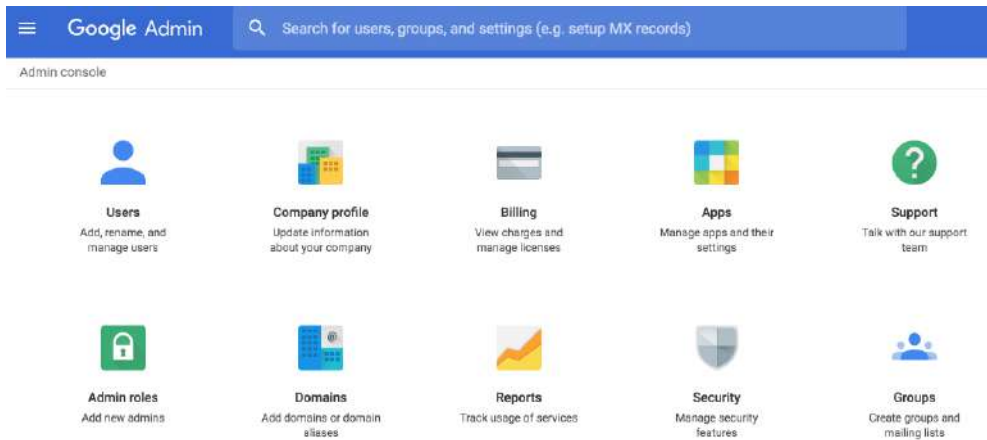 Google Admin
Search for users, groups, and settings (e.g. setup MX records)
Admin console
Users
Add, rename, and
manage users
Company profile
Update information
about your company
Billing
View charges and
manage licenses
Apps
Manage apps and their
settings
Support
Talk with our support
team
Admin roles
Add new admins
Domains
Add domains or domain
aliases
Reports
Track usage of services
Security
Manage security
features
Groups
Create groups and
mailing lists